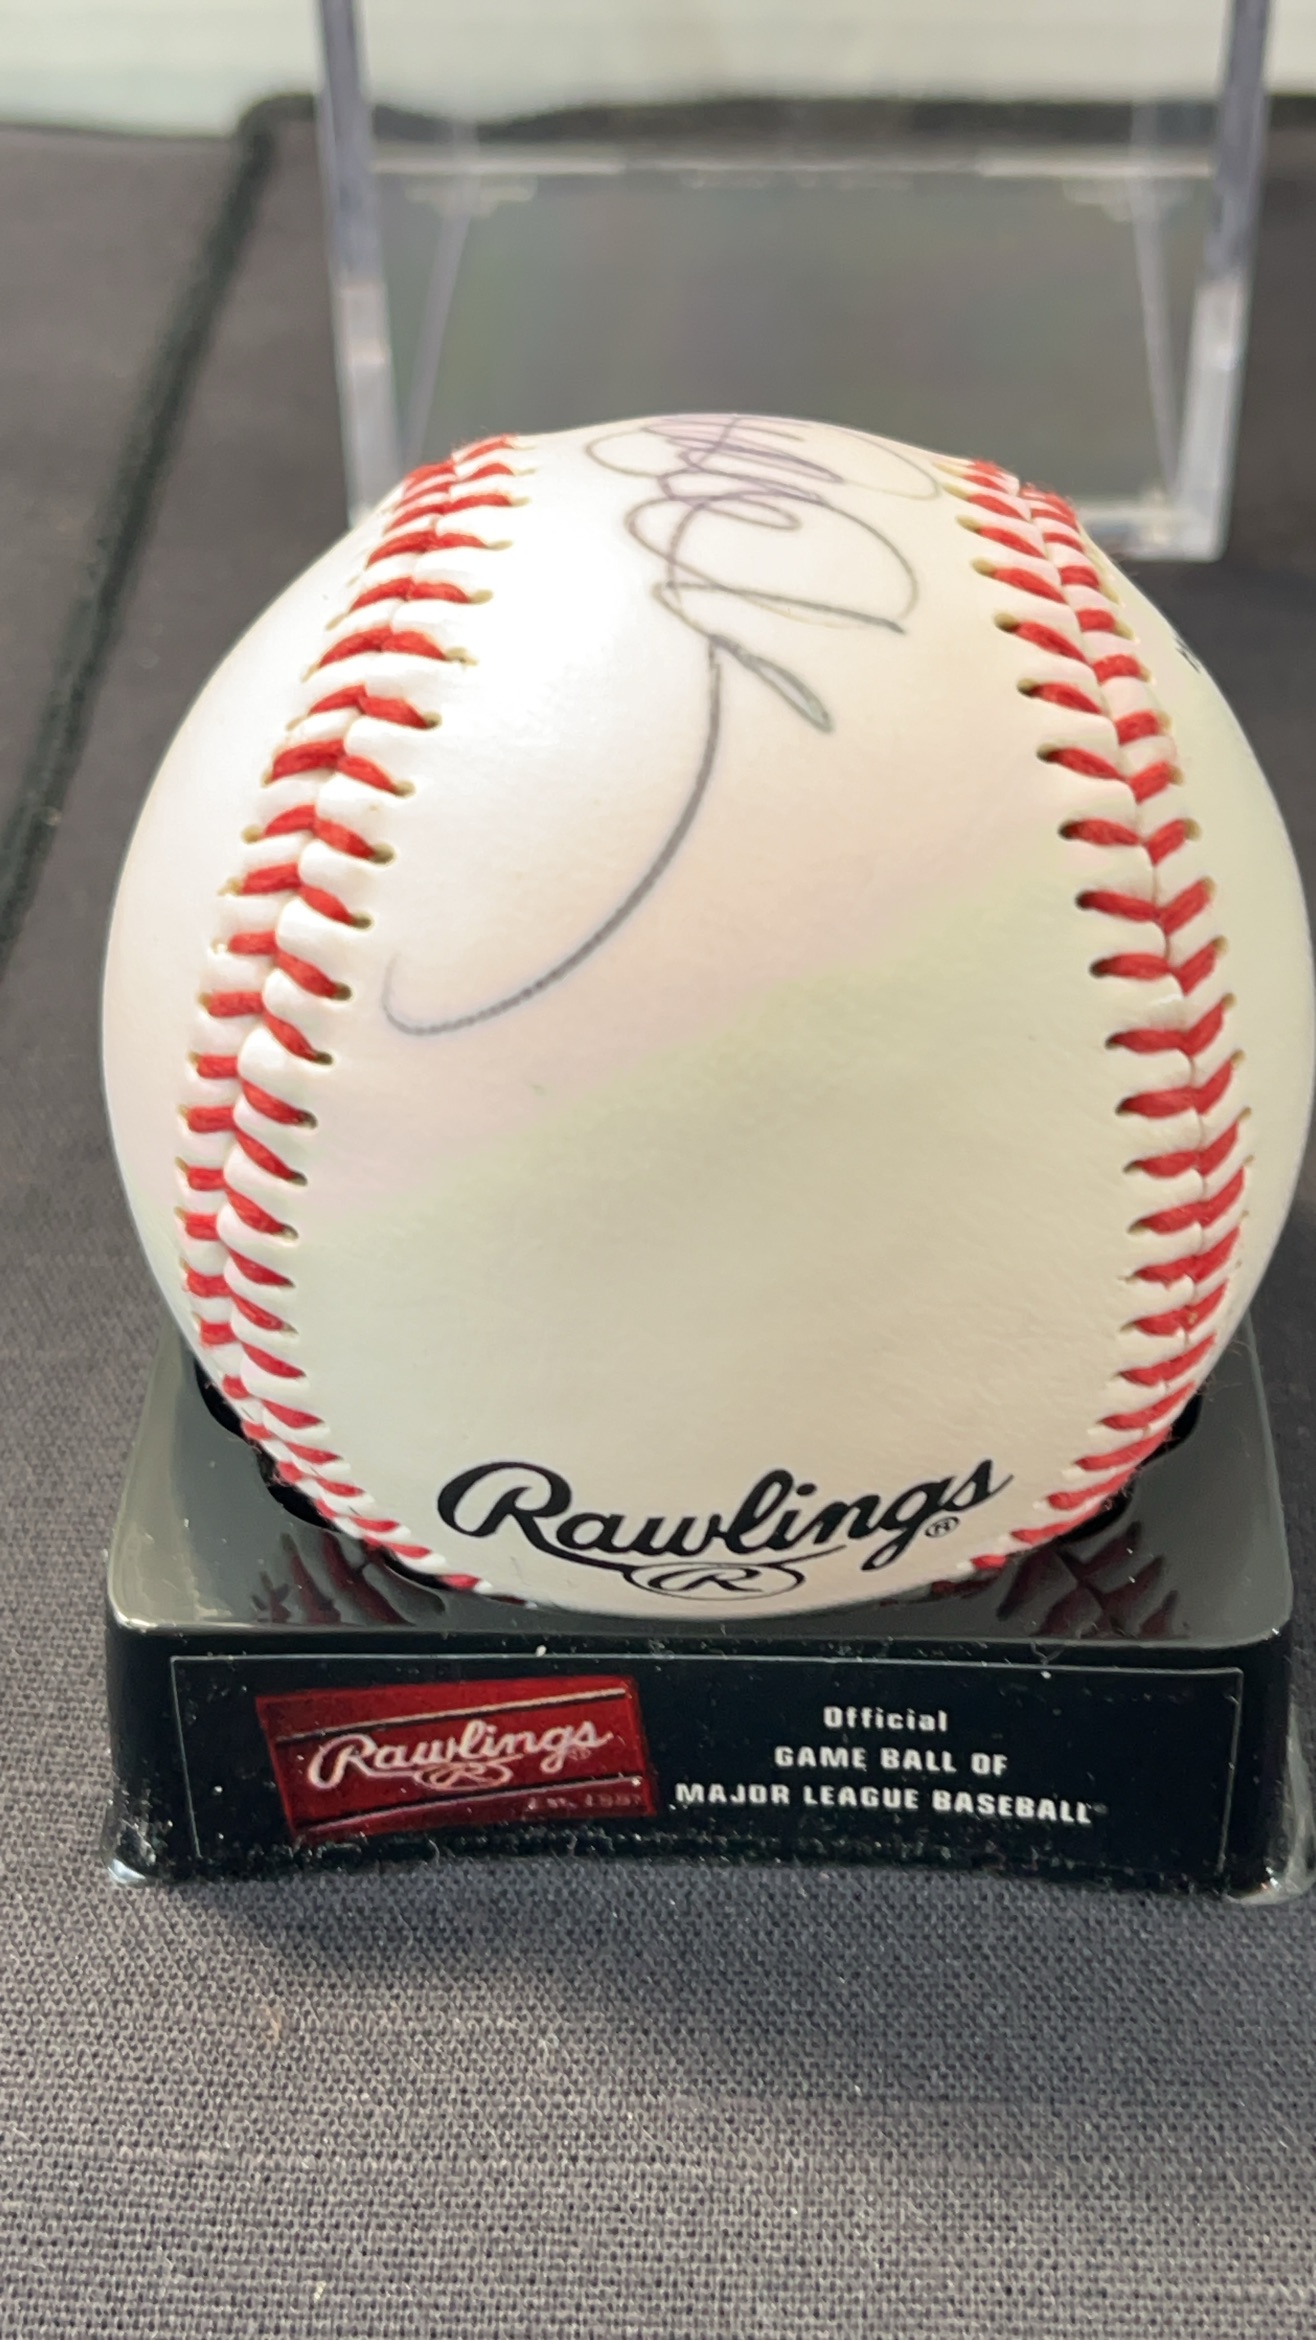 Rawlings
R
Rawlings
R
Official
GAME BALL OF
MAJOR LEAGUE BASEBALL